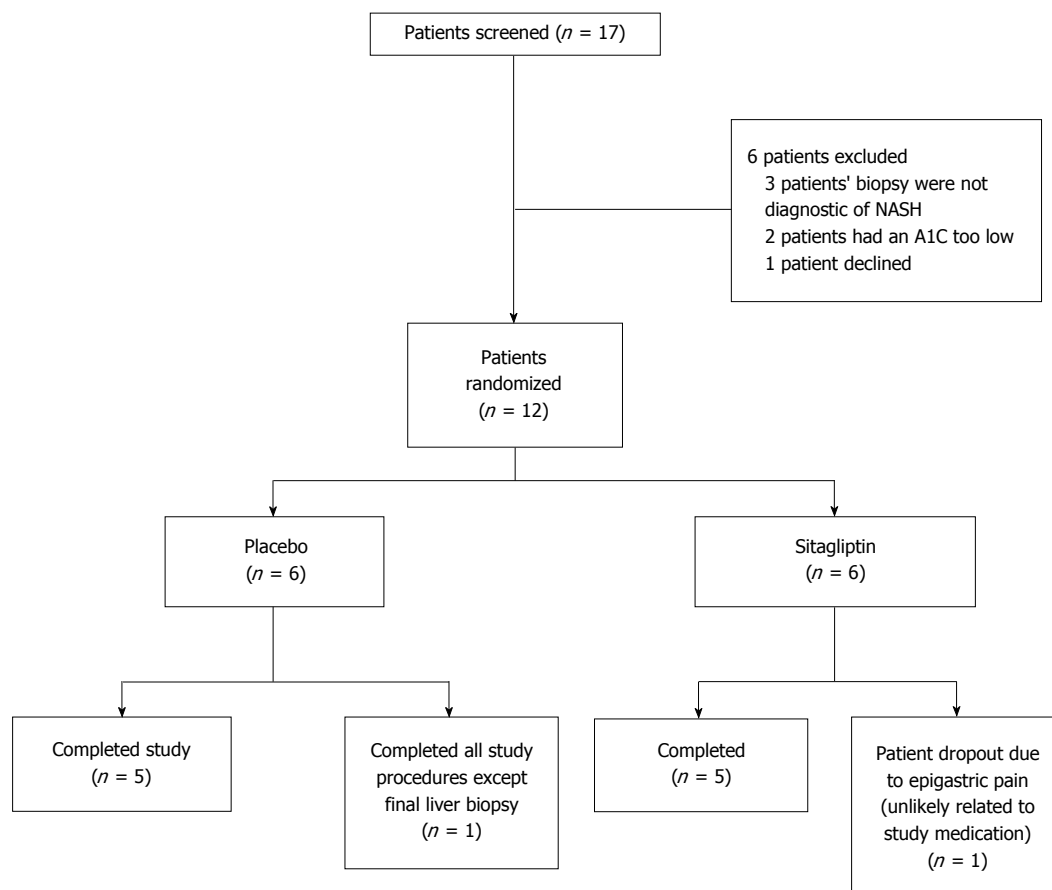 Patients screened (n = 17)
6 patients excluded
3 patients' biopsy were not
diagnostic of NASH
2 patients had an A1C too low
1 patient declined
Patients
randomized
(n = 12)
Placebo
(n = 6)
Sitagliptin
(n = 6)
Completed study
(n = 5)
Completed all study
procedures except
final liver biopsy
(n = 1)
Completed
(n = 5)
Patient dropout due
to epigastric pain
(unlikely related to
study medication)
(n = 1)